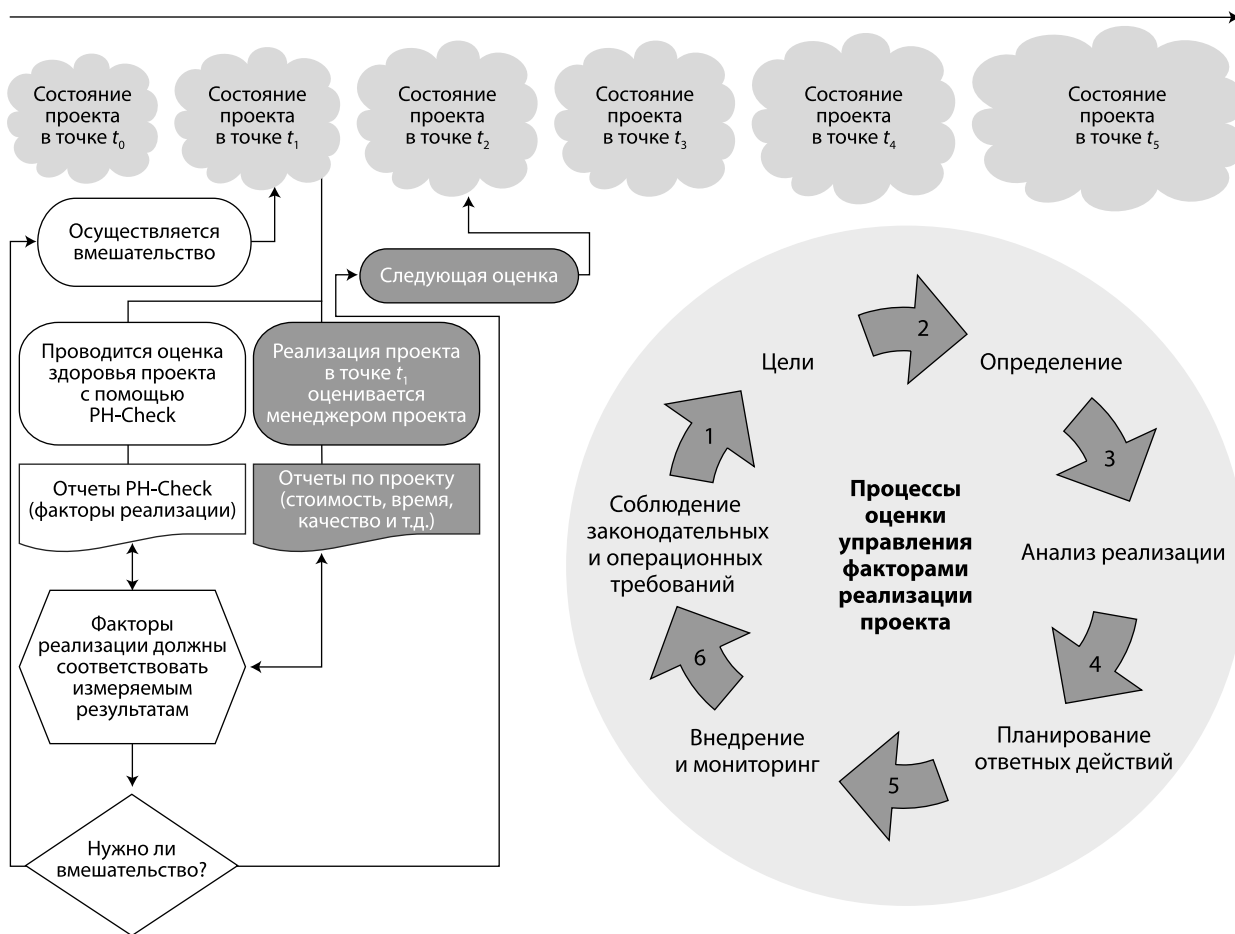 Состояние
проекта
в точке t₀
Состояние
проекта
в точке t₁
Состояние
проекта
в точке t₂
Состояние
проекта
в точке t₃
Состояние
проекта
в точке t₄
Состояние
проекта
в точке t₅
Осуществляется
вмешательство
Следующая оценка
Проводится оценка
здоровья проекта
с помощью
PH-Check
Реализация проекта
в точке t₁
оценивается
менеджером проекта
Отчеты PH-Check
(факторы реализации)
Отчеты по проекту
(стоимость, время,
качество и т.д.)
Факторы
реализации должны
соответствовать
измеряемым
результатам
Нужно ли
вмешательство?
Процессы
оценки
управления
факторами
реализации
проекта
1
Цели
2
Определение
3
Анализ реализации
4
Планирование
ответных действий
5
Внедрение
и мониторинг
6
Соблюдение
законодательных
и операционных
требований